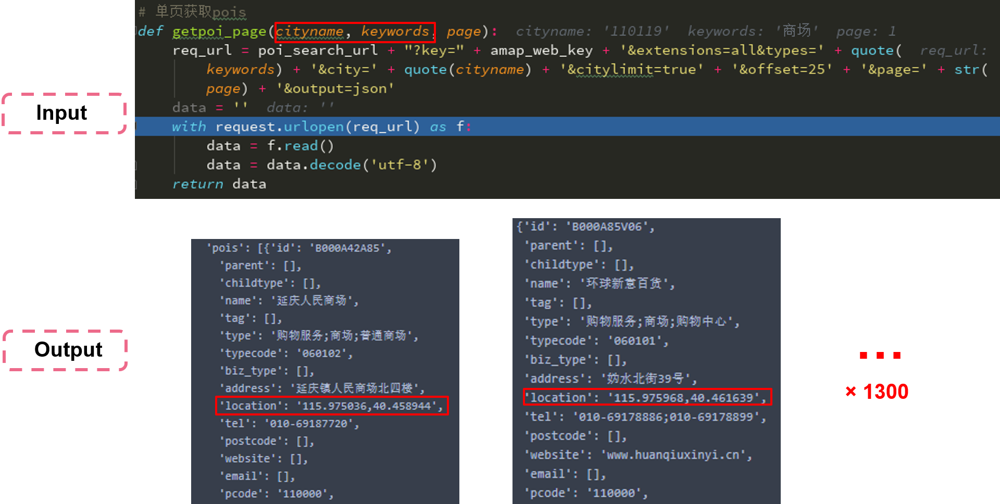 # 单页获取pois
def getpoi_page(cityname, keywords, page): cityname: '110119' keywords: '商场' page: 1
req_url = poi_search_url + "?key=" + amap_web_key + '&extensions=all&types=' + quote( req_url:
keywords) + '&city=' + quote(cityname) + '&citylimit=true' + '&offset=25' + '&page=' + str(
page) + '&output=json'
data = '' data: ''
with request.urlopen(req_url) as f:
data = f.read()
data = data.decode('utf-8')
return data
Input
Output
'pois': [{'id': 'B000A42A85',
'parent': [],
'childtype': [],
'name': '延庆人民商场',
'tag': [],
'type': '购物服务;商场;普通商场',
'typecode': '060102',
'biz_type': [],
'address': '延庆镇人民商场北四楼',
'location': '115.975036,40.458944',
'tel': '010-69187720',
'postcode': [],
'website': [],
'email': [],
'pcode': '110000',
{'id': 'B000A85V06',
'parent': [],
'childtype': [],
'name': '环球新意百货',
'tag': [],
'type': '购物服务;商场;购物中心',
'typecode': '060101',
'biz_type': [],
'address': '妫水北街39号',
'location': '115.975968,40.461639',
'tel': '010-69178886;010-69178899',
'postcode': [],
'website': 'www.huanqiuxinyi.cn',
'email': [],
'pcode': '110000',
...
× 1300